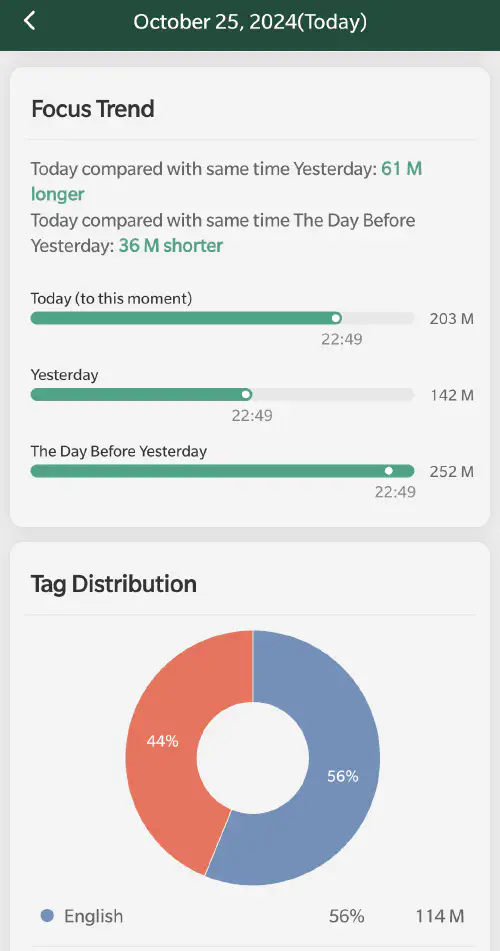 October 25, 2024(Today)
Focus Trend
Today compared with same time Yesterday: 61 M
longer
Today compared with same time The Day Before
Yesterday: 36 M shorter
Today (to this moment)
203 M
22:49
Yesterday
142 M
22:49
The Day Before Yesterday
252 M
22:49
Tag Distribution
44%
56%
English 56% 114 M